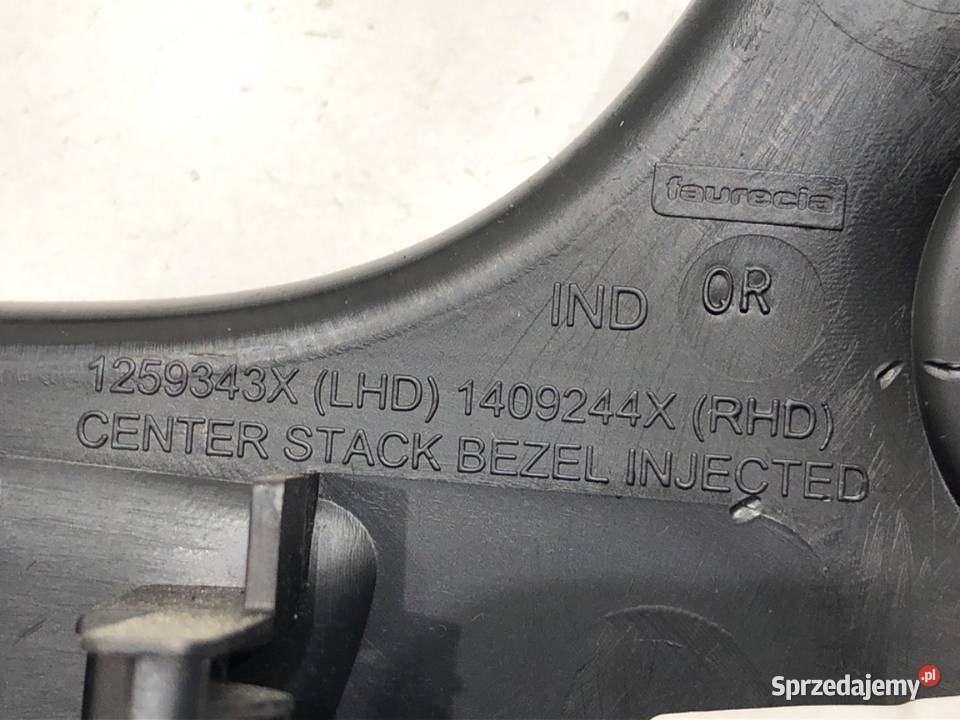 faurecia
IND QR
1259343X (LHD) 1409244X (RHD)
CENTER STACK BEZEL INJECTED
Sprzedajemy.pl